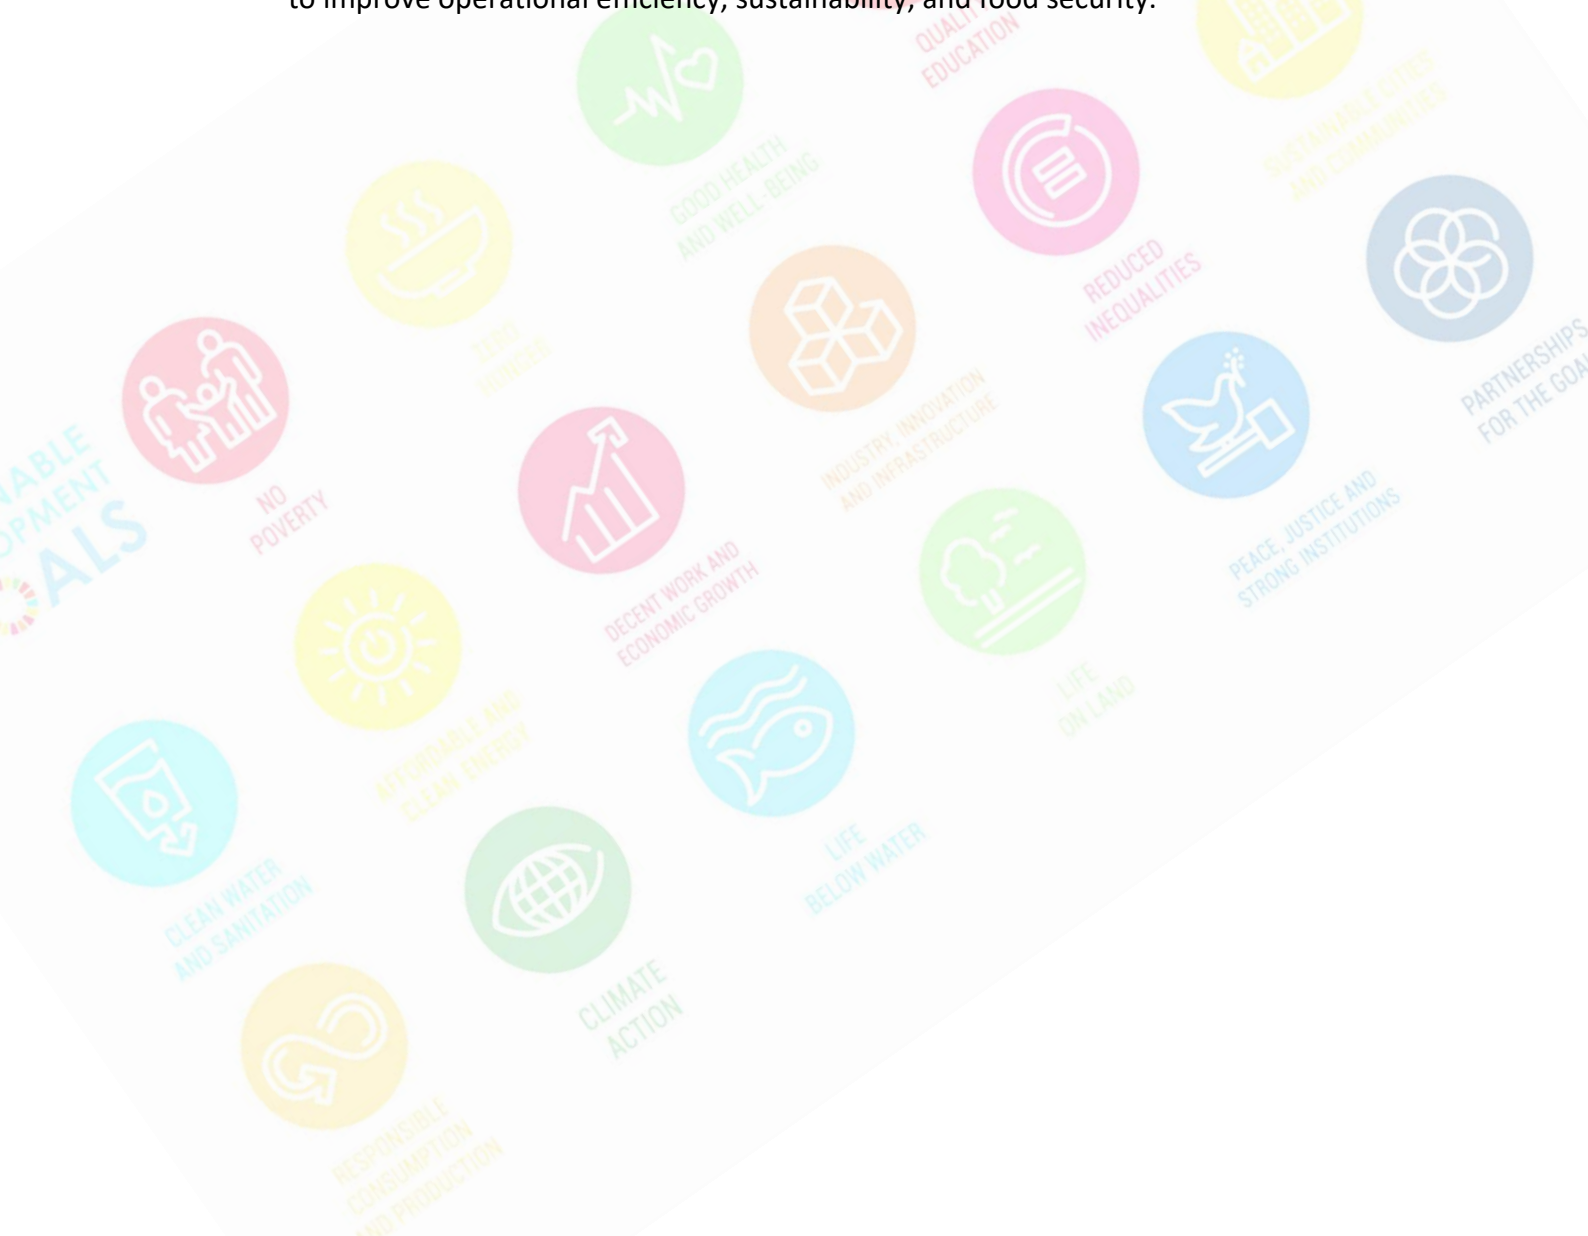 to improve operational efficiency, sustainability, and food security.
QUALITY
EDUCATION
SUSTAINABLE CITIES
AND COMMUNITIES
GOOD HEALTH
AND WELL-BEING
REDUCED
INEQUALITIES
ZERO
HUNGER
PARTNERSHIPS
FOR THE GOA
INDUSTRY, INNOVATION
AND INFRASTRUCTURE
NABLE
OPMENT
ALS
NO
POVERTY
PEACE, JUSTICE AND
STRONG INSTITUTIONS
DECENT WORK AND
ECONOMIC GROWTH
LIFE
ON LAND
AFFORDABLE AND
CLEAN ENERGY
LIFE
BELOW WATER
CLEAN WATER
AND SANITATION
CLIMATE
ACTION
RESPONSIBLE
CONSUMPTION
AND PRODUCTION